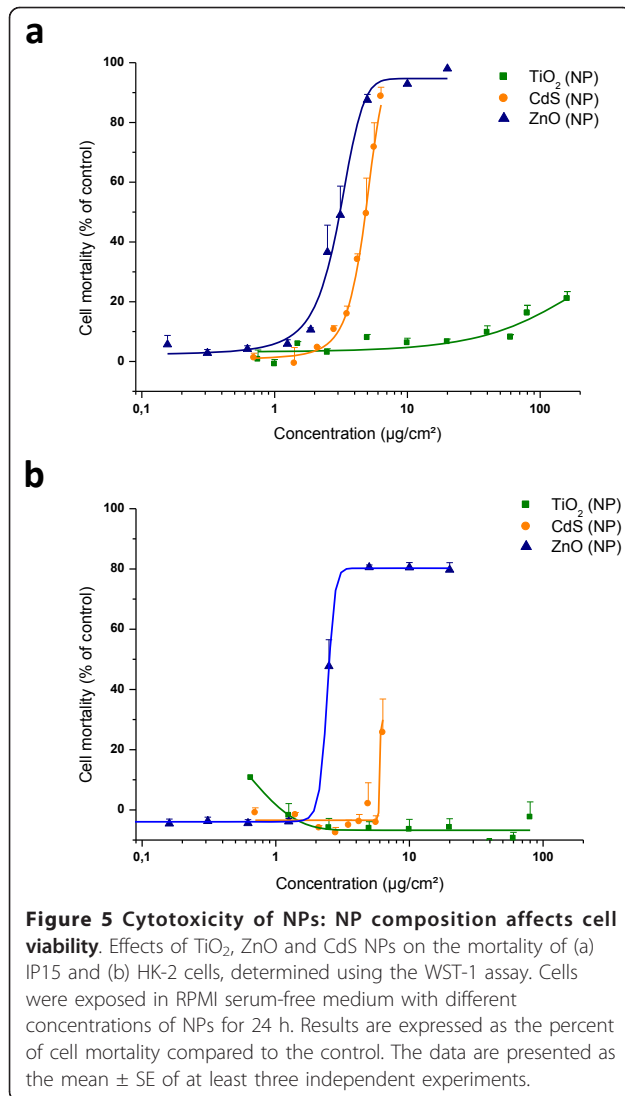 a
100
80
60
40
20
0
Cell mortality (% of control)
TiO₂ (NP)
CdS (NP)
ZnO (NP)
0,1 1 10 100
Concentration (µg/cm²)
b
100
80
60
40
20
0
Cell mortality (% of control)
TiO₂ (NP)
CdS (NP)
ZnO (NP)
0,1 1 10 100
Concentration (µg/cm²)
Figure 5 Cytotoxicity of NPs: NP composition affects cell
viability. Effects of TiO₂, ZnO and CdS NPs on the mortality of (a)
IP15 and (b) HK-2 cells, determined using the WST-1 assay. Cells
were exposed in RPMI serum-free medium with different
concentrations of NPs for 24 h. Results are expressed as the percent
of cell mortality compared to the control. The data are presented as
the mean ± SE of at least three independent experiments.